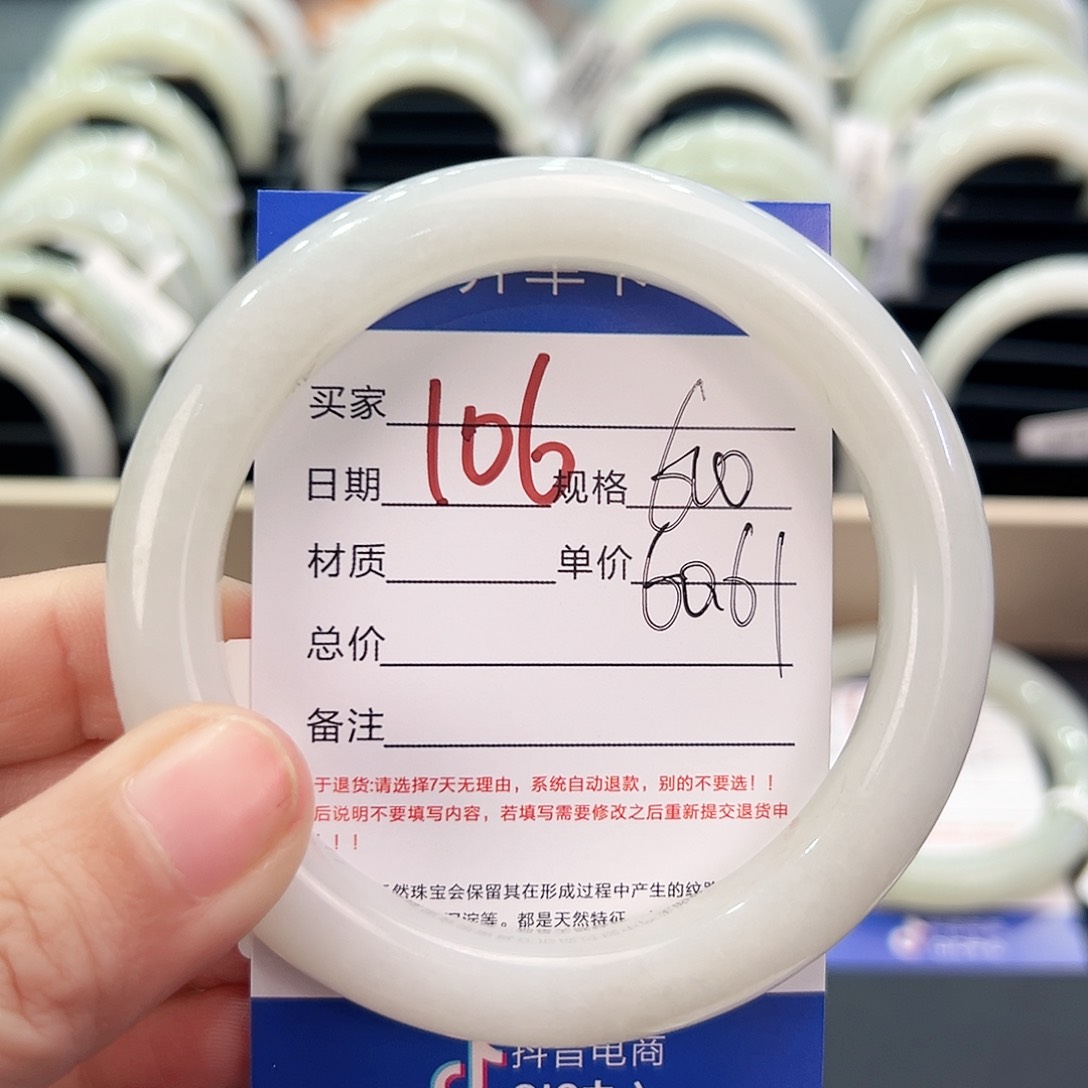 买家
106
日期 规格 60
材质 单价 6061
总价
备注
于退货:请选择7天无理由，系统自动退款，别的不要选！！
后说明不要填写内容，若填写需要修改之后重新提交退货申
！！
然珠宝会保留其在形成过程中产生的纹
沉淀等。都是天然特征
抖音电商